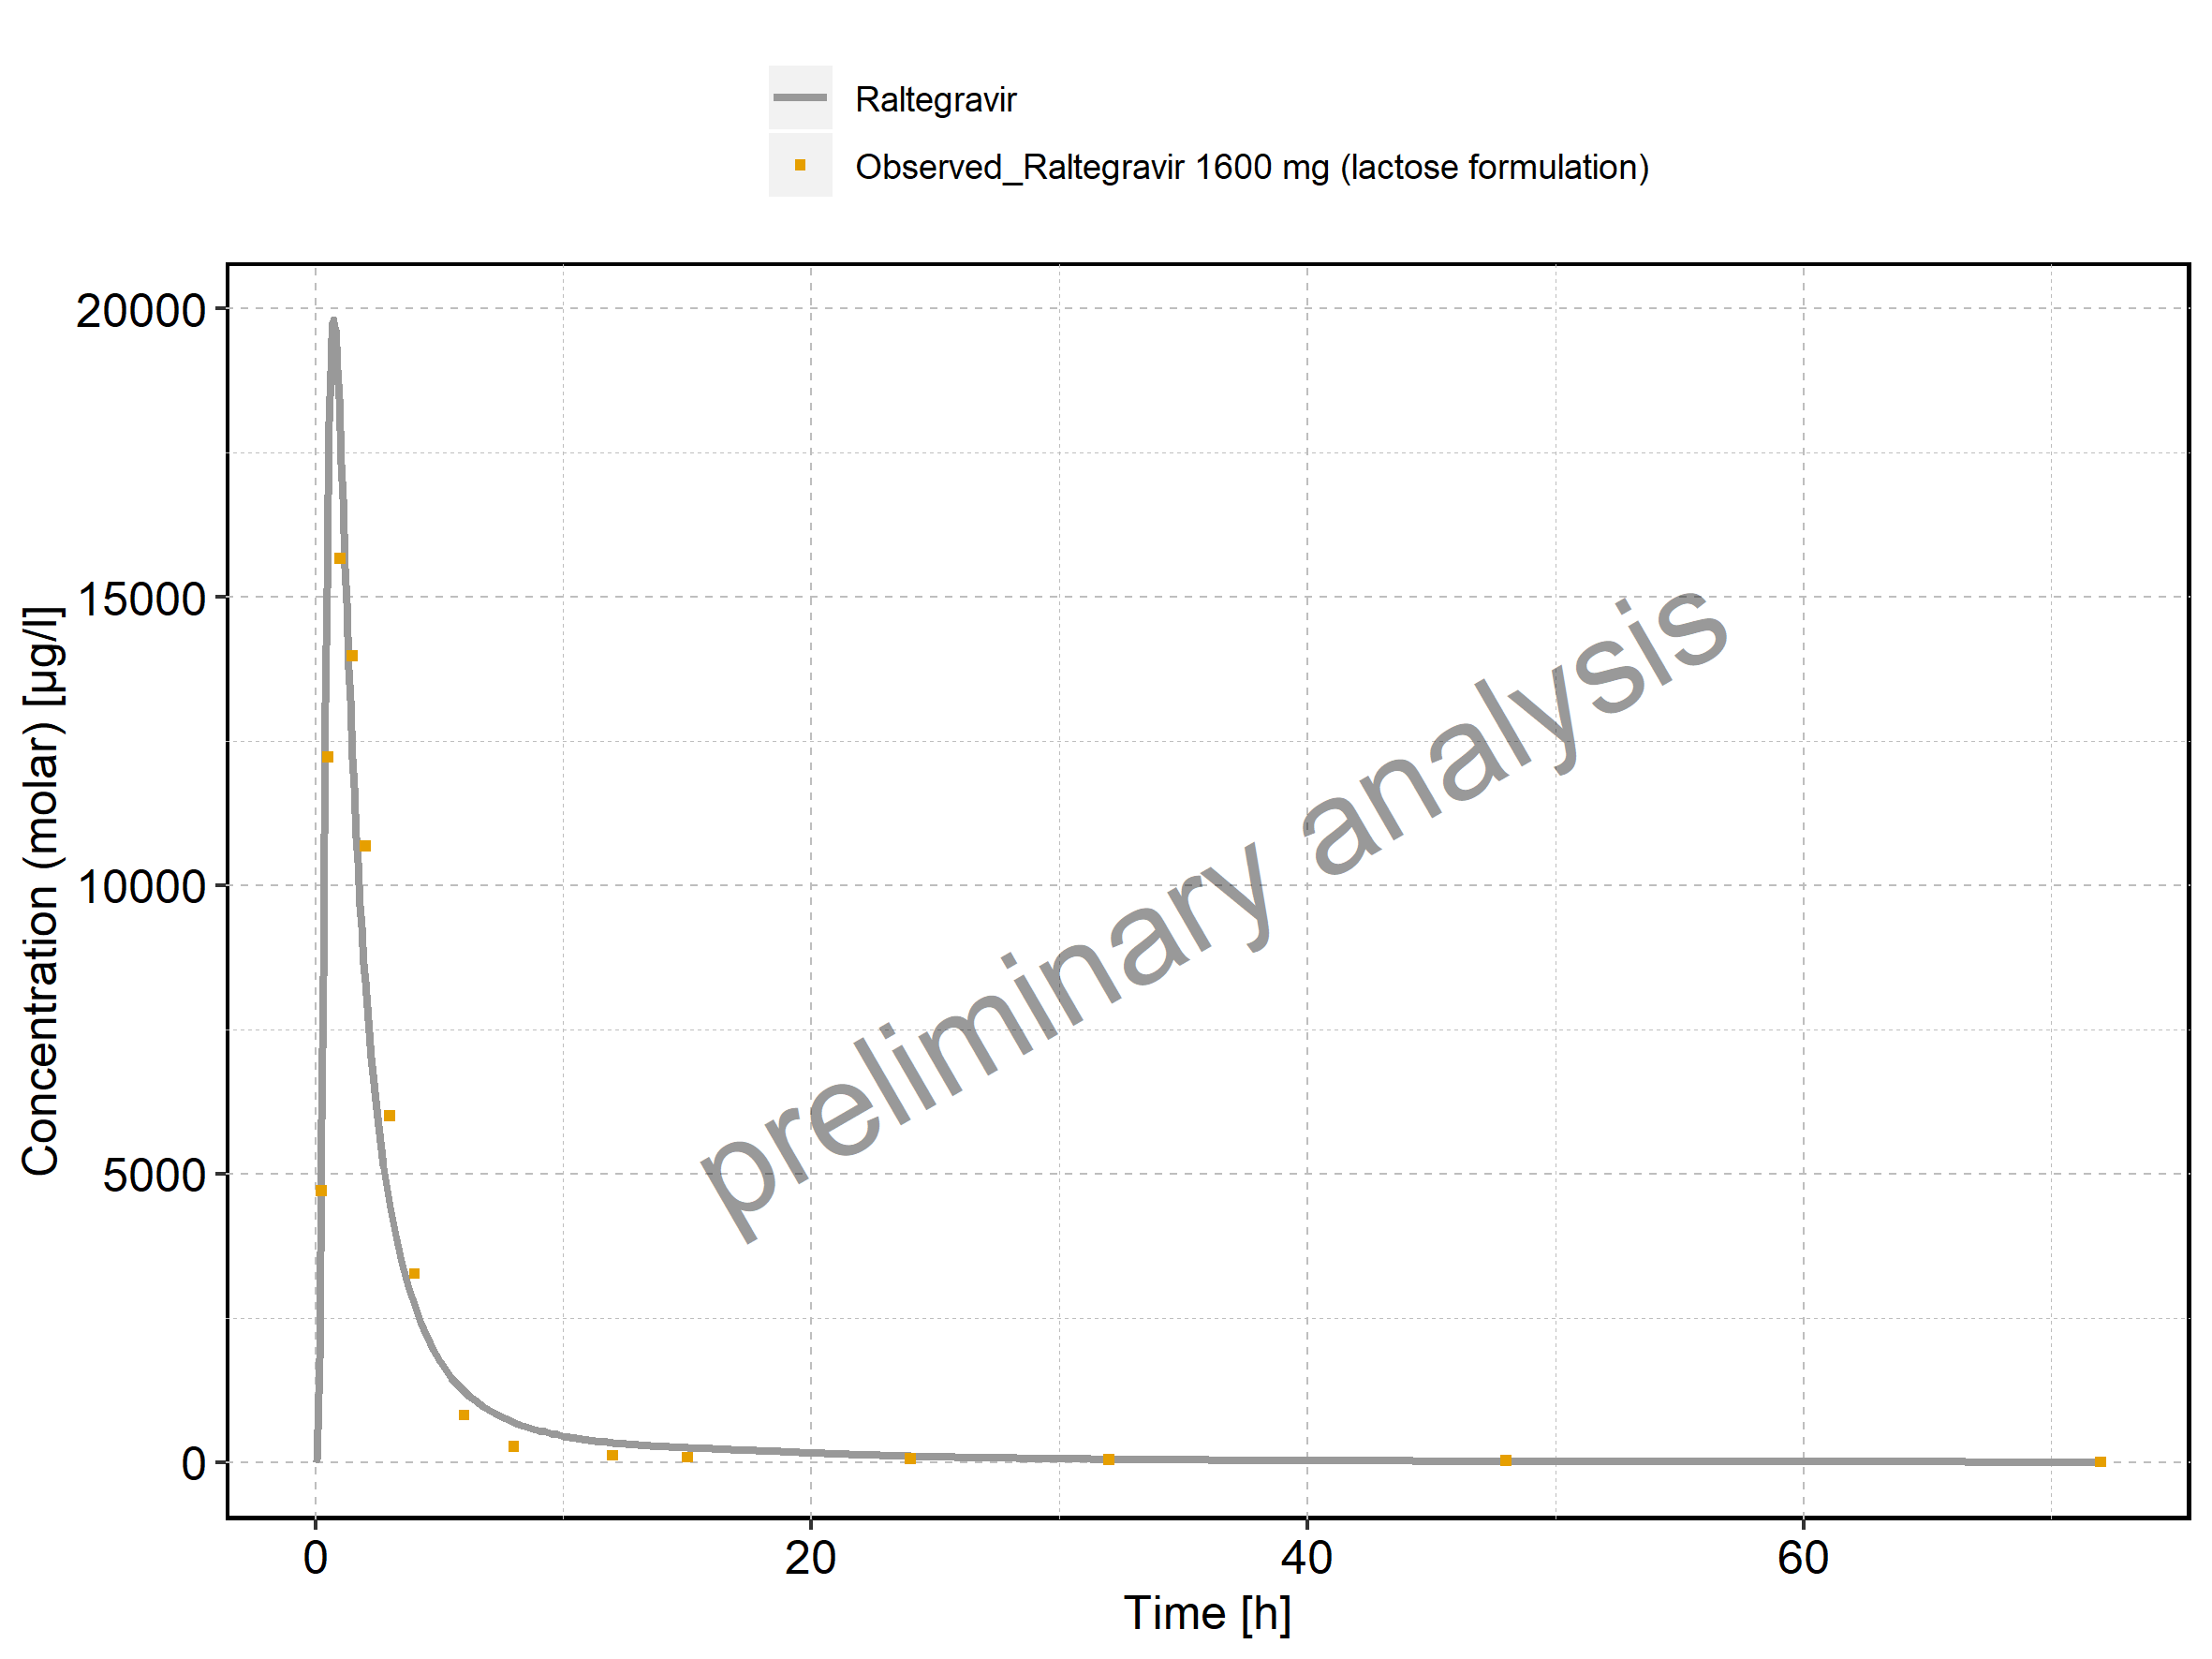 Raltegravir
Observed_Raltegravir 1600 mg (lactose formulation)
20000
15000
10000
5000
0
Concentration (molar) [µg/l]
preliminary analysis
0 20 40 60
Time [h]